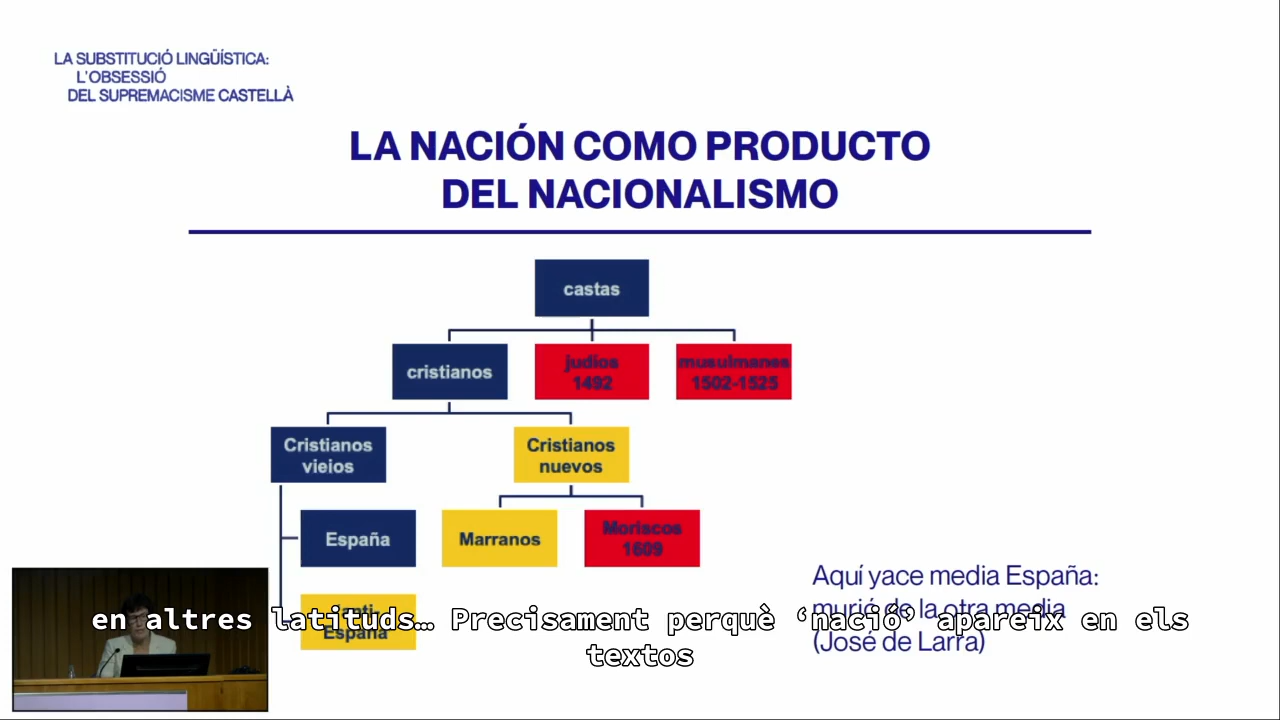 LA SUBSTITUCIÓ LINGÜÍSTICA:
L'OBSESSIÓ
DEL SUPREMACISME CASTELLÀ
LA NACIÓN COMO PRODUCTO
DEL NACIONALISMO
castas
cristianos
judíos
1492
musulmanes
1502-1525
Cristianos
viejos
Cristianos
nuevos
España
Marranos
Moriscos
1609
anti-
España
Aquí yace media España:
murió de la otra media
(José de Larra)
en altres latituds… Precisament perquè ‘nació’ apareix en els
textos